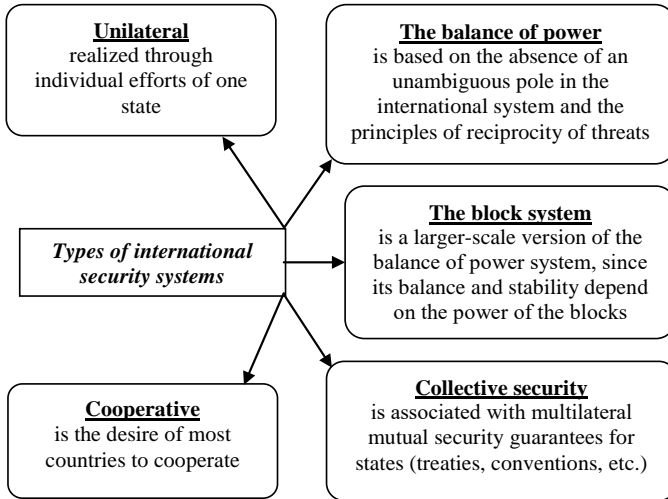 Unilateral
realized through
individual efforts of one
state
The balance of power
is based on the absence of an
unambiguous pole in the
international system and the
principles of reciprocity of threats
Types of international
security systems
The block system
is a larger-scale version of the
balance of power system, since
its balance and stability depend
on the power of the blocks
Cooperative
is the desire of most
countries to cooperate
Collective security
is associated with multilateral
mutual security guarantees for
states (treaties, conventions, etc.)